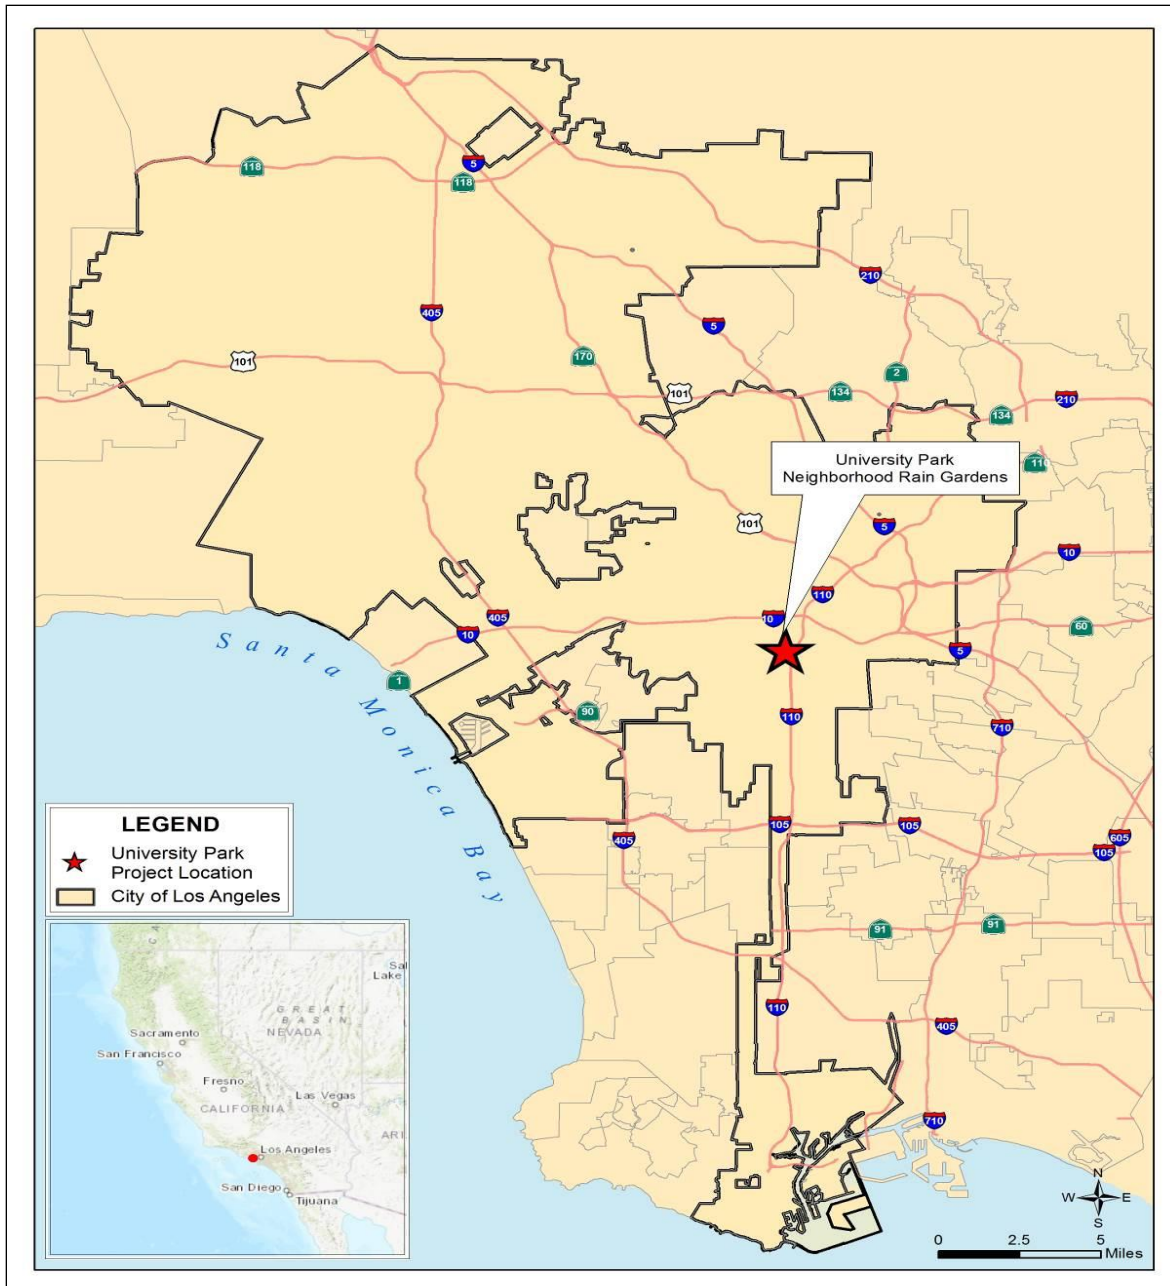 118
5
118
210
405
5
101
170
2
101
134
210
134
University Park
Neighborhood Rain Gardens
110
101
5
10
110
405
10
10
60
5
Santa Monica Bay
1
90
110
710
LEGEND
University Park
Project Location
City of Los Angeles
405
105
105
605
105
91
91
110
405
710
GREAT
BASIN
Sal
Lake
NEVADA
Sacramento
San Francisco
Fresno
Las Vegas
CALIFORNIA
ARI
Los Angeles
San Diego
Tijuana
N
W E
S
0 2.5 5
Miles